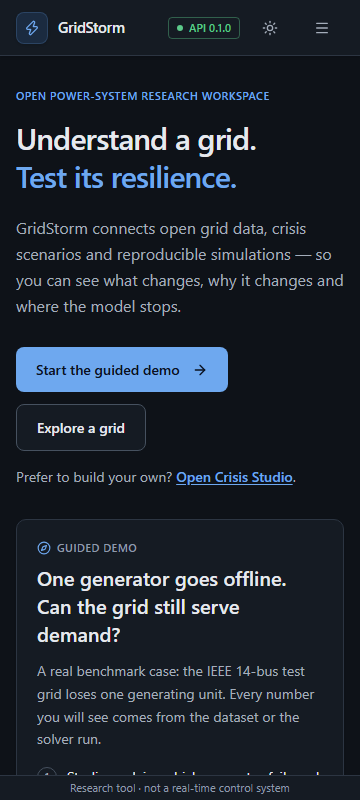 GridStorm
API 0.1.0
OPEN POWER-SYSTEM RESEARCH WORKSPACE
Understand a grid.
Test its resilience.
GridStorm connects open grid data, crisis
scenarios and reproducible simulations — so
you can see what changes, why it changes and
where the model stops.
Start the guided demo
Explore a grid
Prefer to build your own? Open Crisis Studio.
GUIDED DEMO
One generator goes offline.
Can the grid still serve
demand?
A real benchmark case: the IEEE 14-bus test
grid loses one generating unit. Every number
you will see comes from the dataset or the
solver run.
Research tool · not a real-time control system